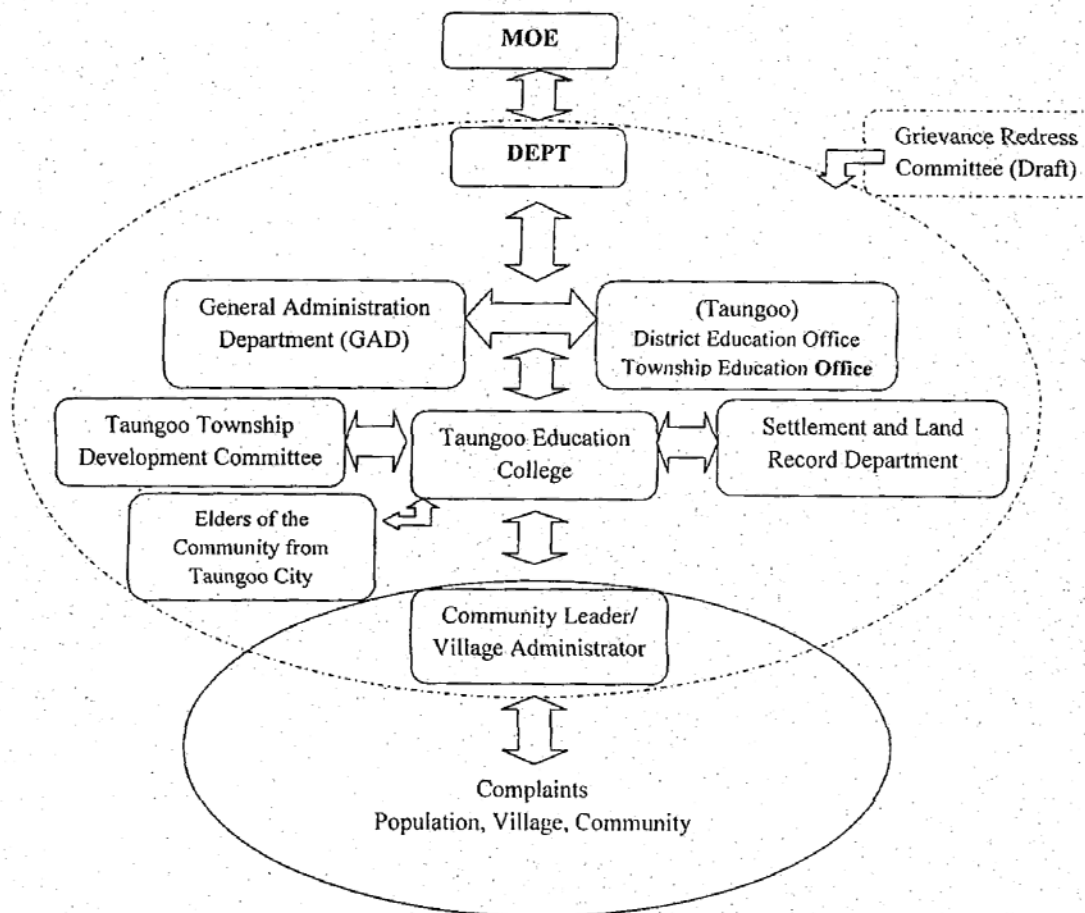 MOE
DEPT
Grievance Redress
Committee (Draft)
General Administration
Department (GAD)
(Taungoo)
District Education Office
Township Education Office
Taungoo Township
Development Committee
Taungoo Education
College
Settlement and Land
Record Department
Elders of the
Community from
Taungoo City
Community Leader/
Village Administrator
Complaints
Population, Village, Community